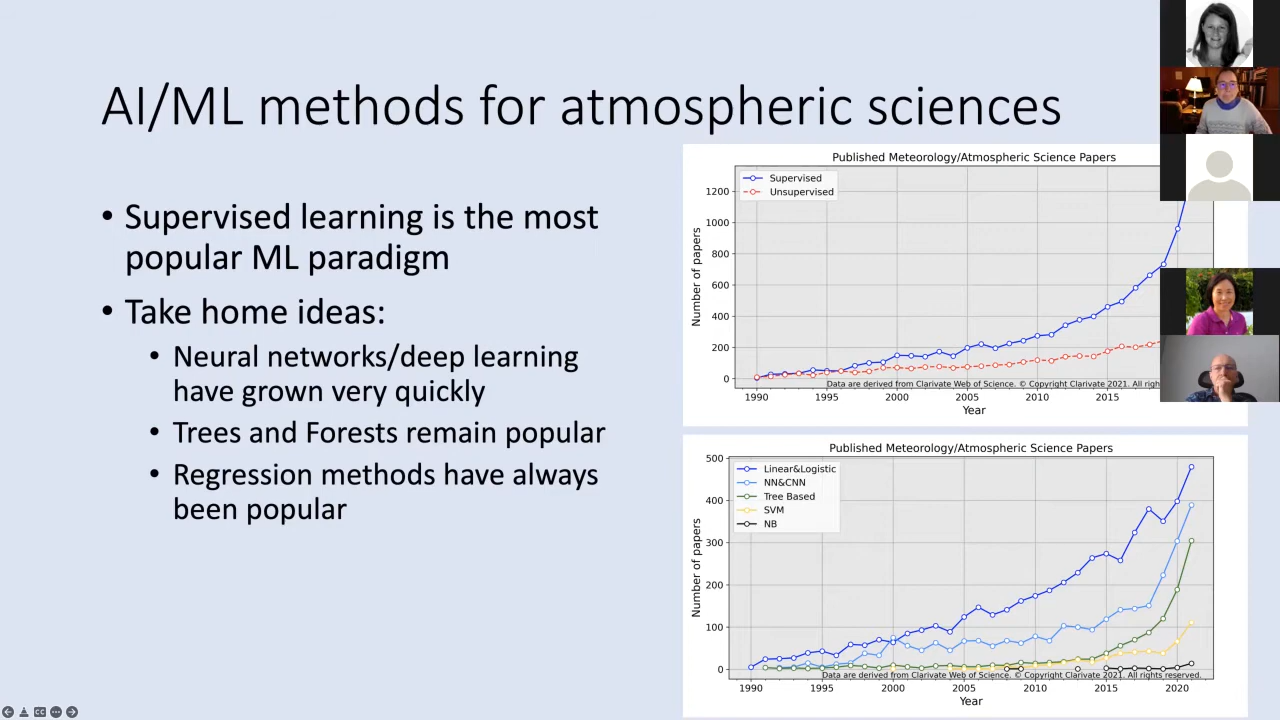 AI/ML methods for atmospheric sciences
• Supervised learning is the most
popular ML paradigm
• Take home ideas:
• Neural networks/deep learning
have grown very quickly
• Trees and Forests remain popular
• Regression methods have always
been popular
Published Meteorology/Atmospheric Science Papers
Supervised
Unsupervised
Number of papers
1200
1000
800
600
400
200
0
Data are derived from Clarivate Web of Science. © Copyright Clarivate 2021. All righ
1990 1995 2000 2005 2010 2015
Year
Published Meteorology/Atmospheric Science Papers
Linear&Logistic
NN&CNN
Tree Based
SVM
NB
Number of papers
500
400
300
200
100
0
Data are derived from Clarivate Web of Science. © Copyright Clarivate 2021. All rights reserved.
1990 1995 2000 2005 2010 2015 2020
Year